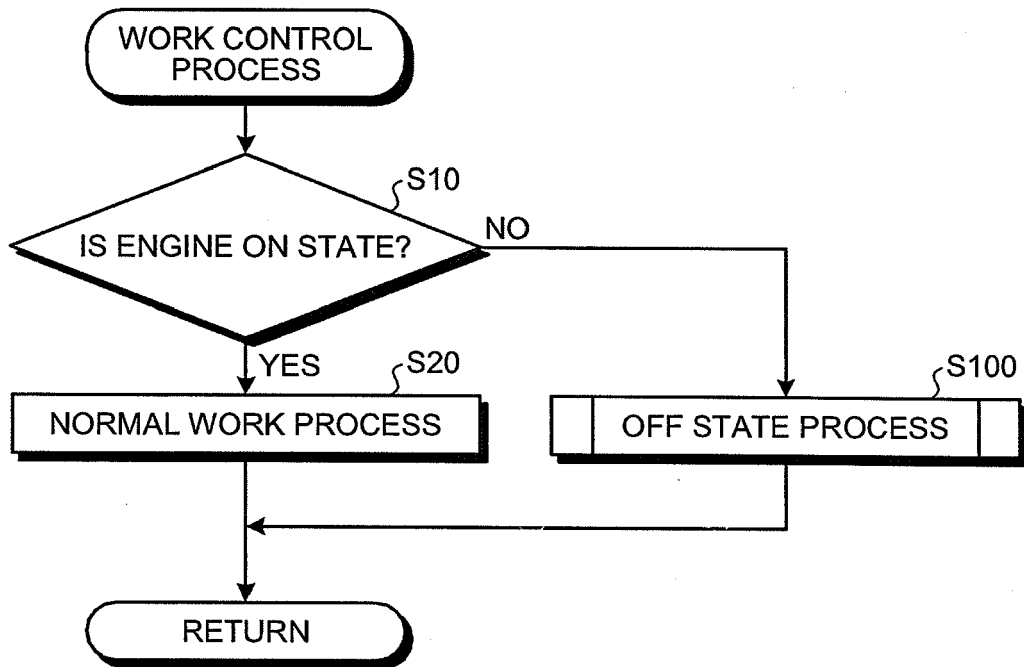 WORK CONTROL
PROCESS
S10
IS ENGINE ON STATE?
NO
YES
S20
NORMAL WORK PROCESS
S100
OFF STATE PROCESS
RETURN